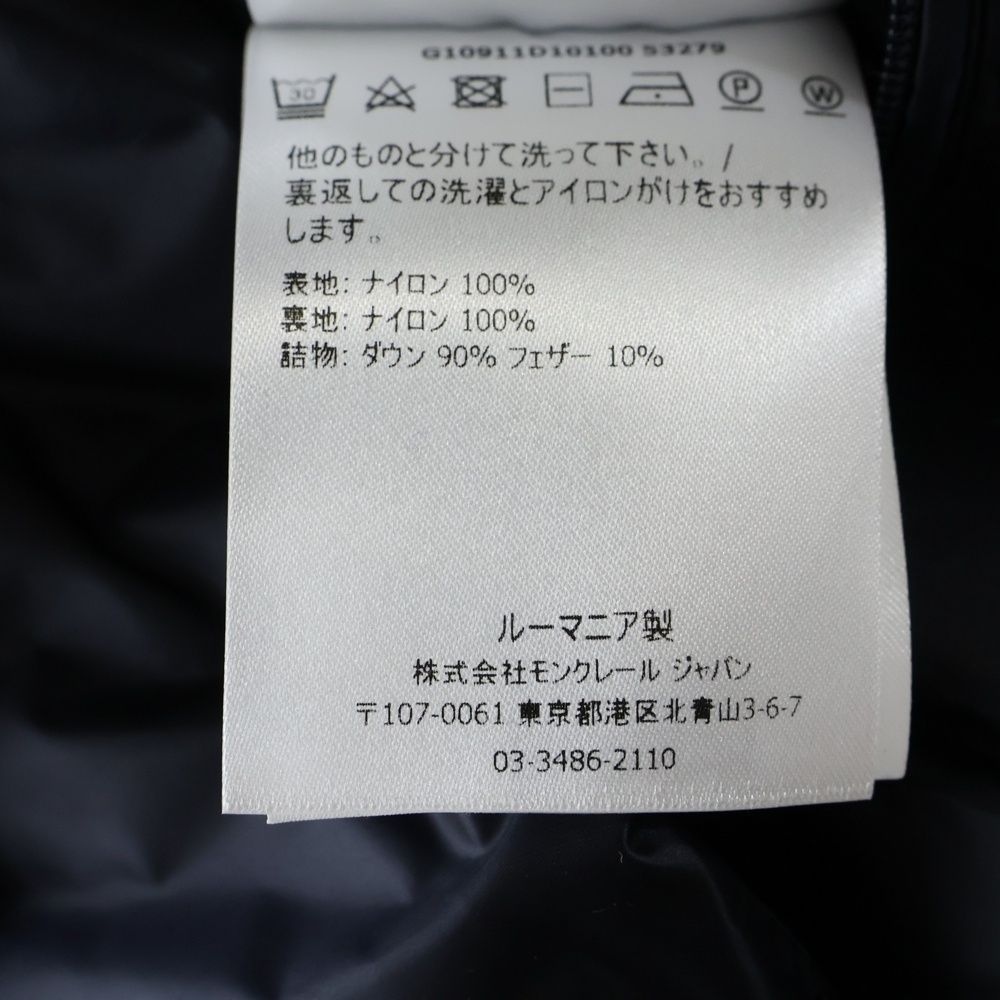 G10911D10100 53279
30 P W
他のものと分けて洗って下さい。/
裏返しての洗濯とアイロンがけをおすすめ
します。
表地: ナイロン 100%
裏地: ナイロン 100%
詰物: ダウン 90% フェザー 10%
ルーマニア製
株式会社モンクレール ジャパン
〒107-0061 東京都港区北青山3-6-7
03-3486-2110